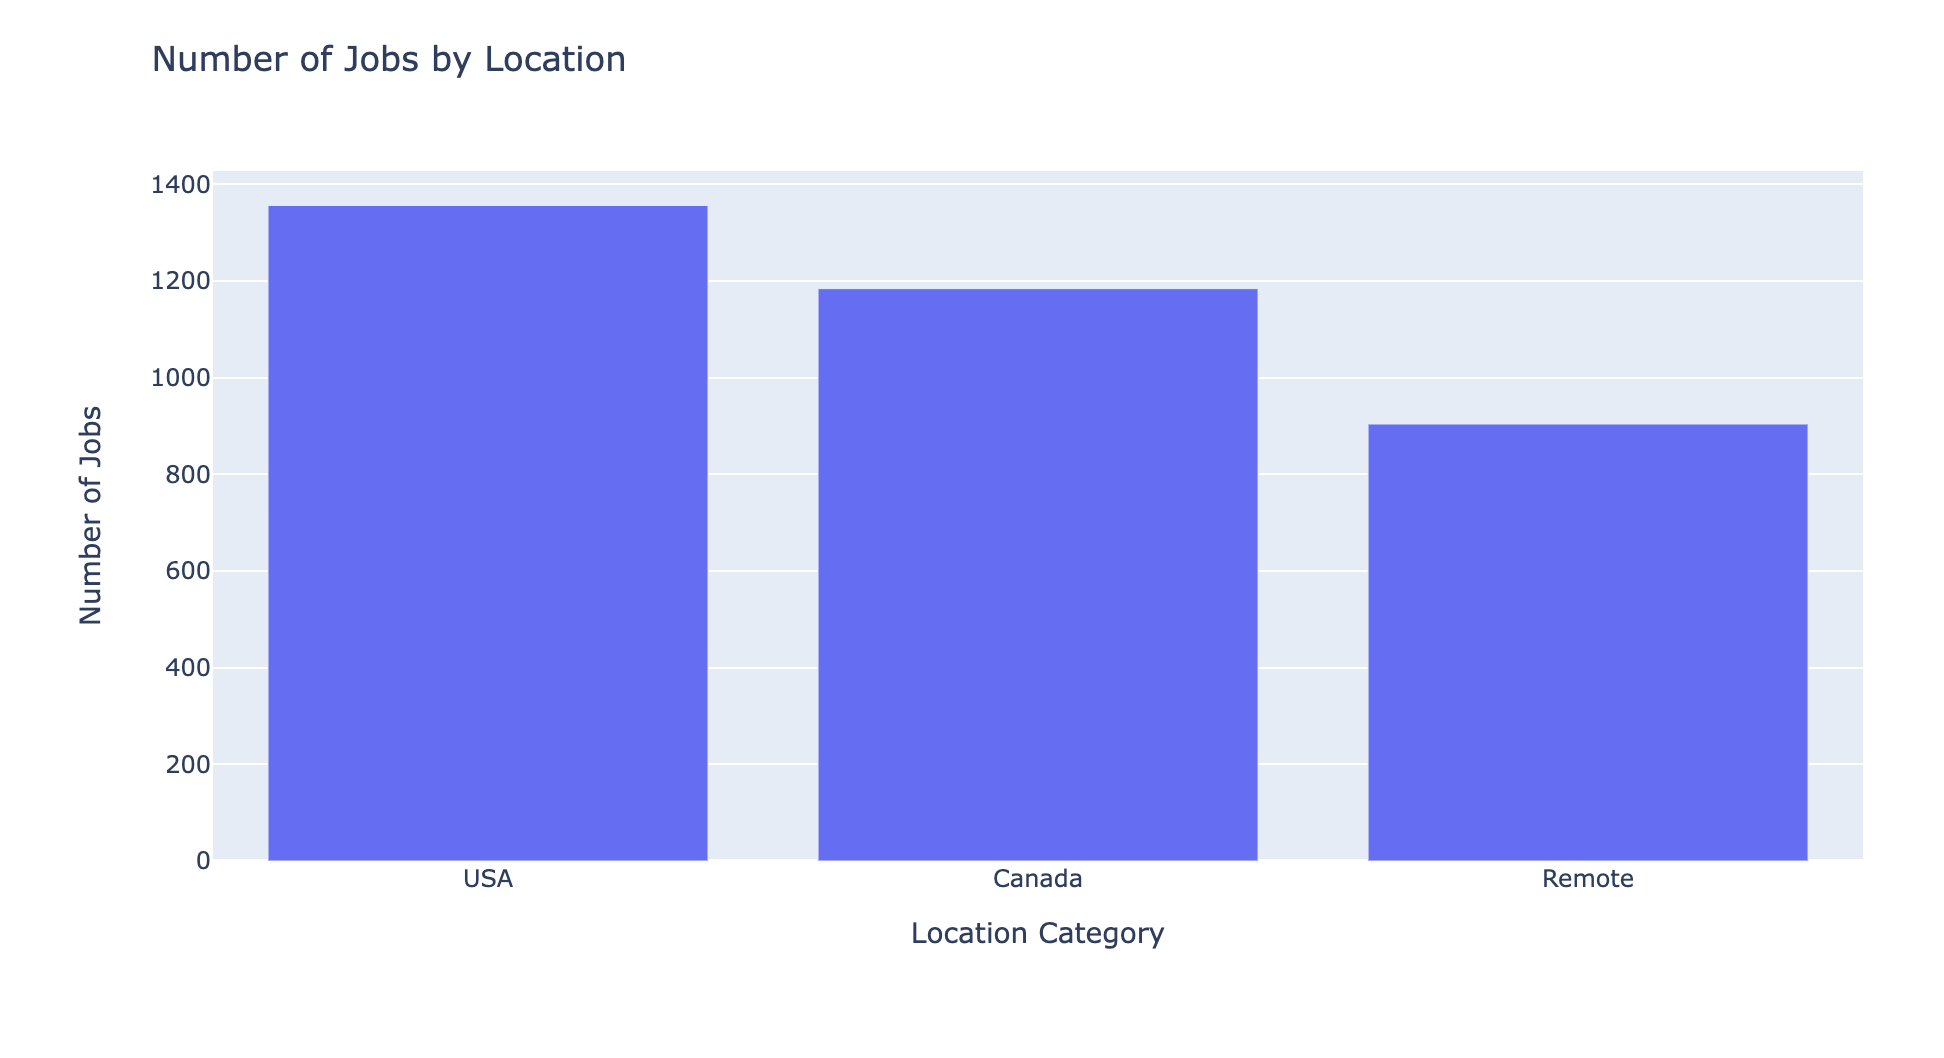 Number of Jobs by Location
Number of Jobs
1400
1200
1000
800
600
400
200
0
USA
Canada
Remote
Location Category